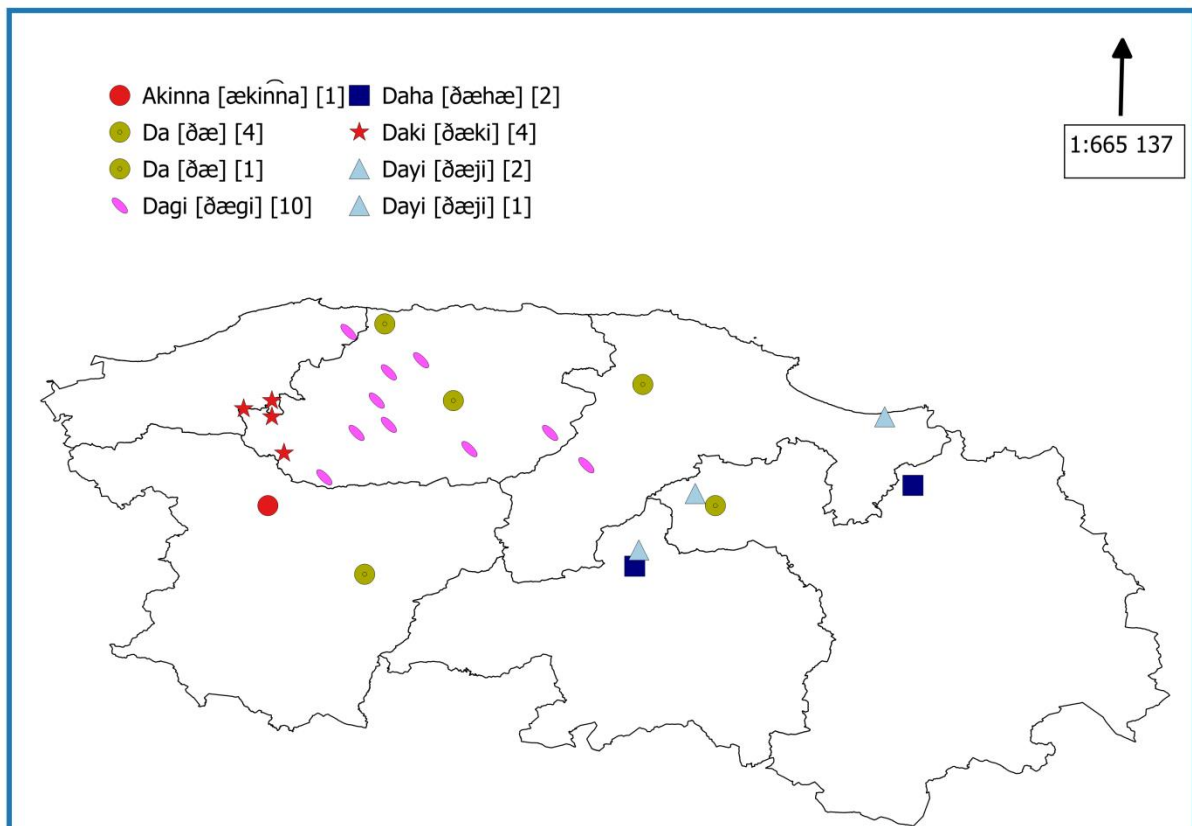 Akinna [ækin͡na] [1]
Da [ðæ] [4]
Da [ðæ] [1]
Dagi [ðægi] [10]
Daha [ðæhæ] [2]
Daki [ðæki] [4]
Dayi [ðæji] [2]
Dayi [ðæji] [1]
1:665 137